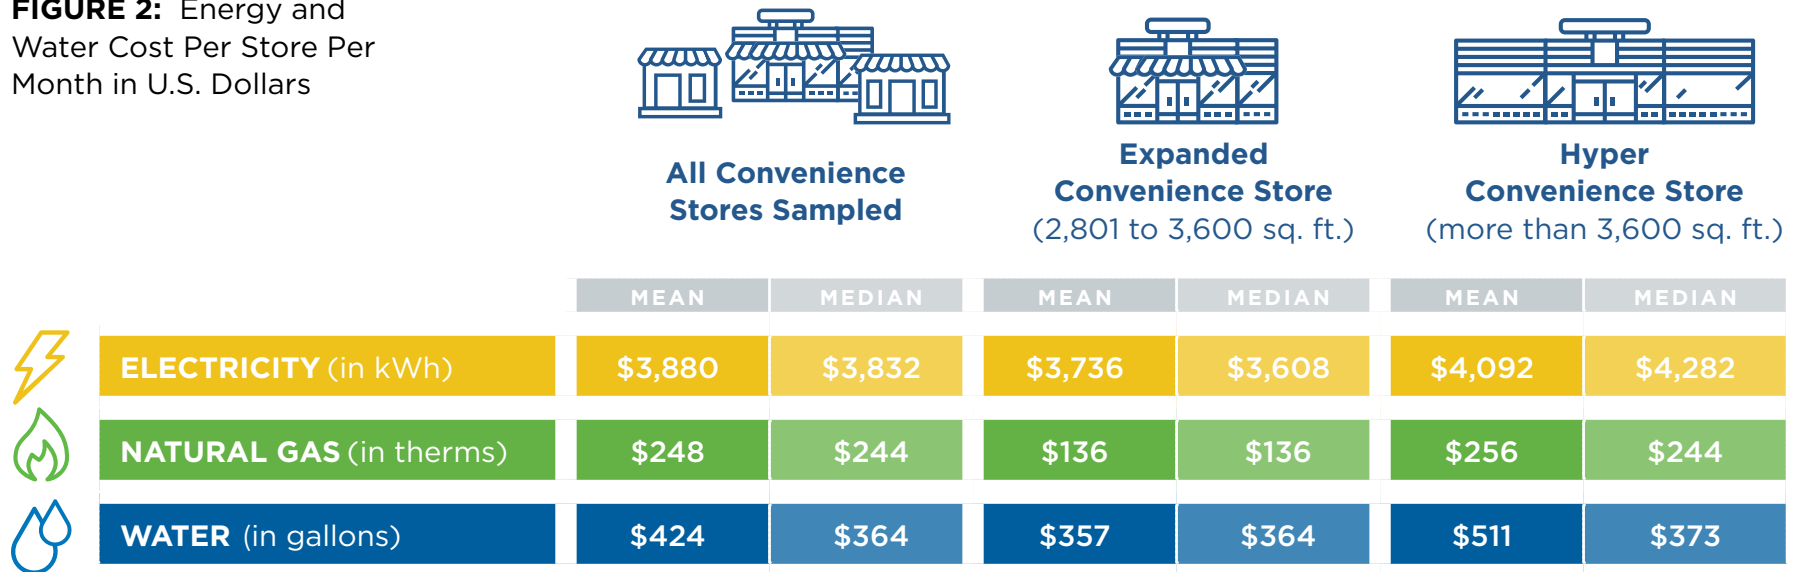 FIGURE 2: Energy and
Water Cost Per Store Per
Month in U.S. Dollars
All Convenience
Stores Sampled
Expanded
Convenience Store
(2,801 to 3,600 sq. ft.)
Hyper
Convenience Store
(more than 3,600 sq. ft.)
MEAN MEDIAN MEAN MEDIAN MEAN MEDIAN
ELECTRICITY (in kWh) $3,880 $3,832 $3,736 $3,608 $4,092 $4,282
NATURAL GAS (in therms) $248 $244 $136 $136 $256 $244
WATER (in gallons) $424 $364 $357 $364 $511 $373